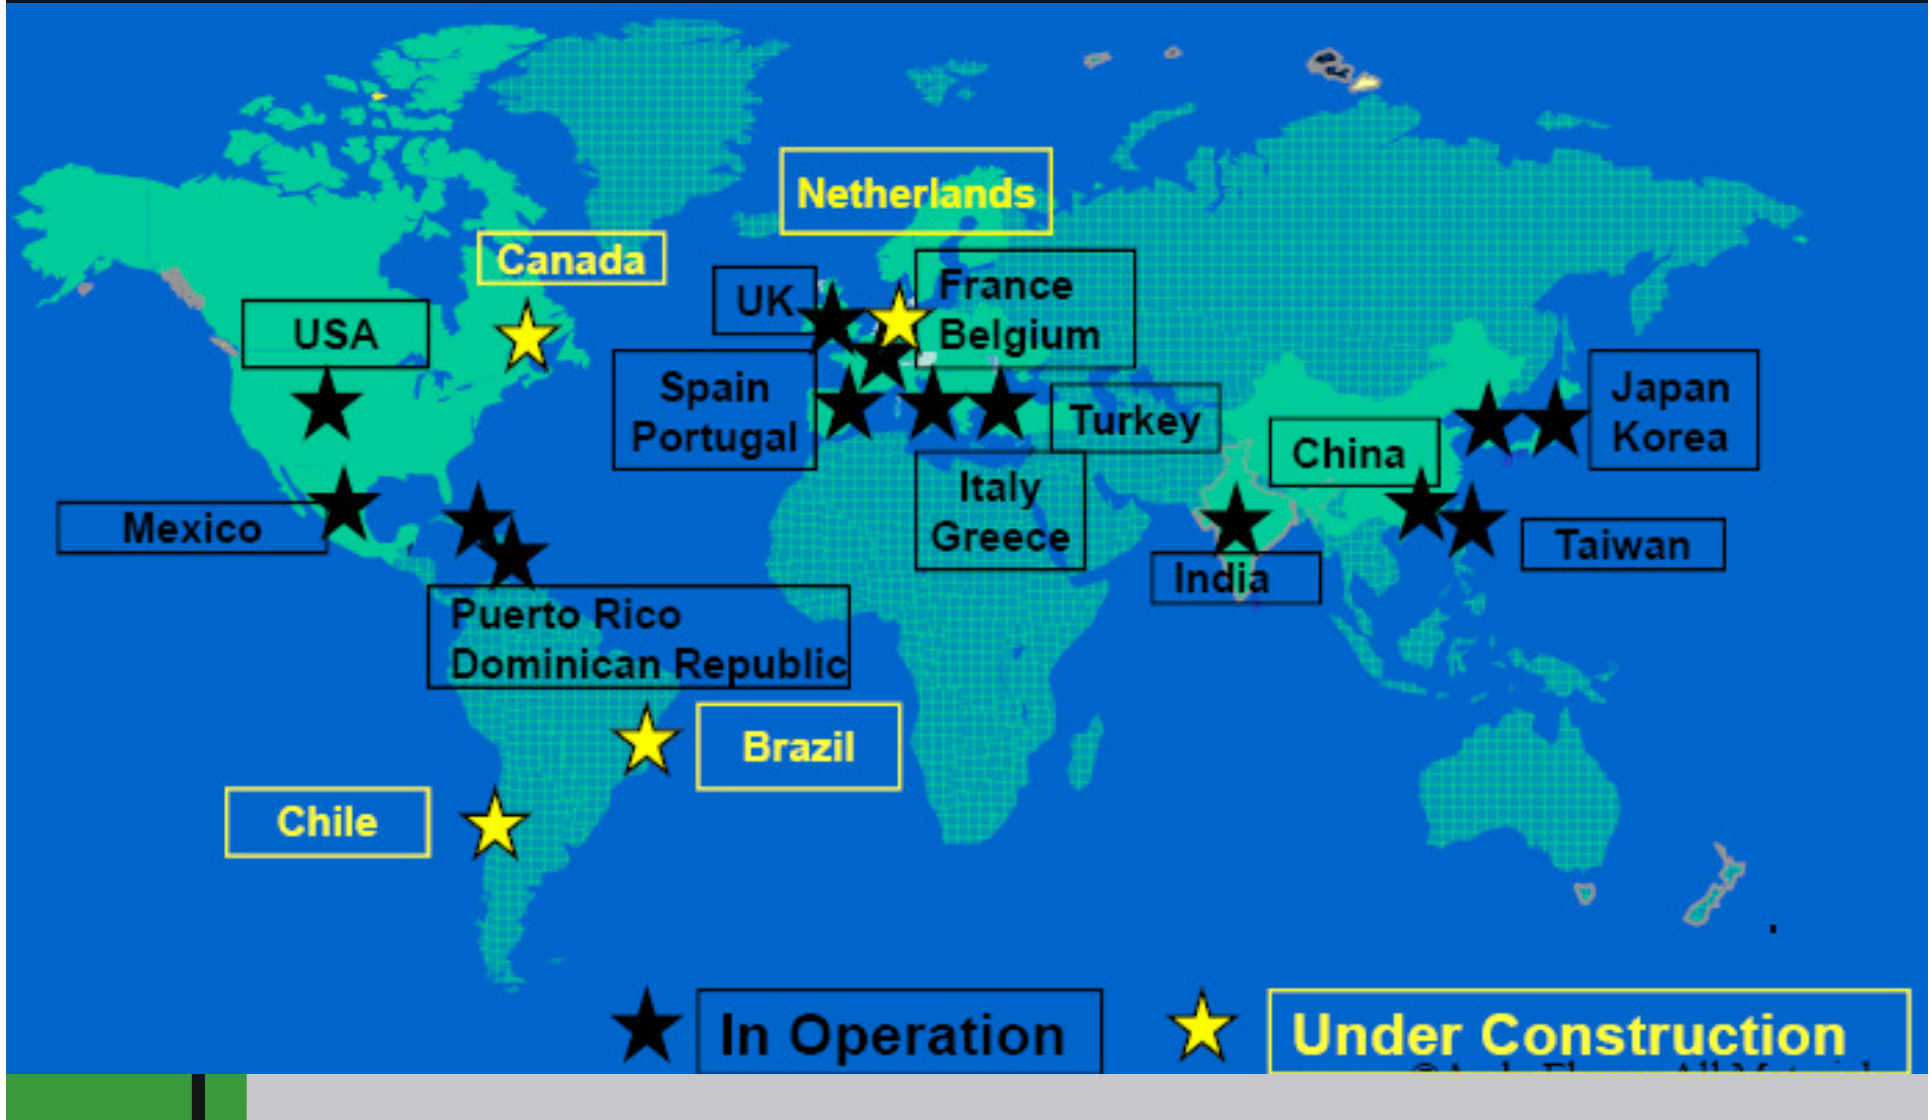 Netherlands
Canada
UK
France
Belgium
USA
Spain
Portugal
Turkey
Japan
Korea
China
Italy
Greece
Mexico
Taiwan
India
Puerto Rico
Dominican Republic
Brazil
Chile
In Operation
Under Construction